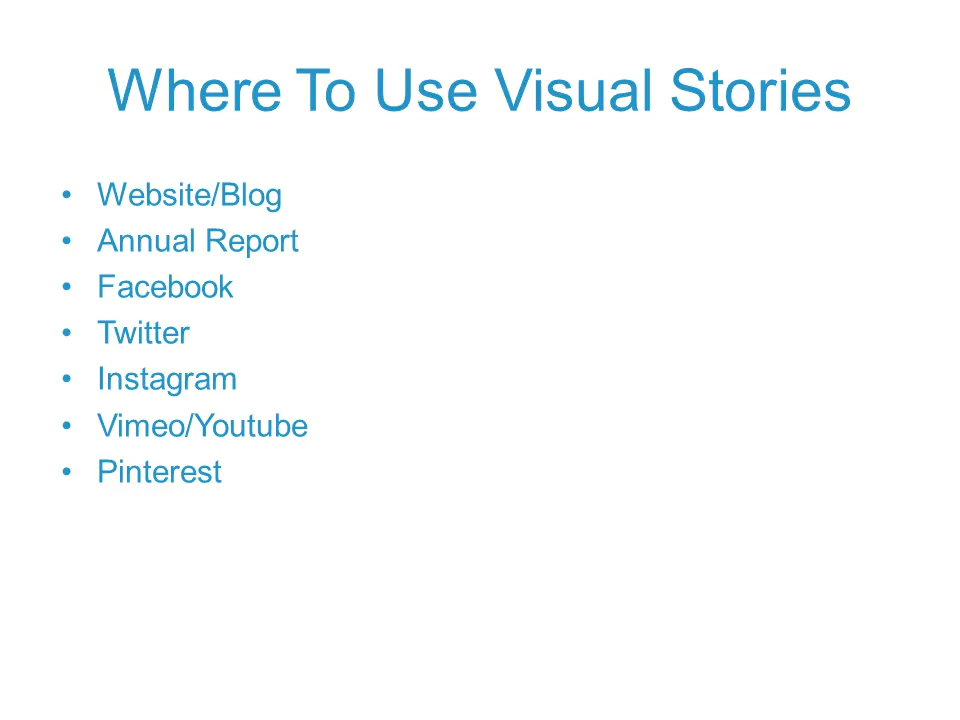 Where To Use Visual Stories
• Website/Blog
• Annual Report
• Facebook
• Twitter
• Instagram
• Vimeo/Youtube
• Pinterest